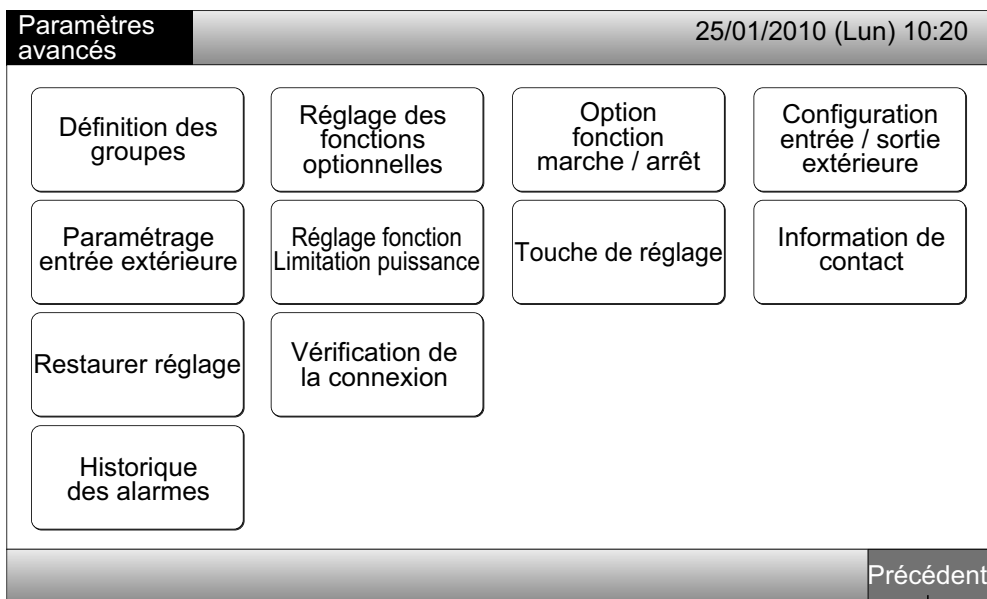 Paramètres
avancés
25/01/2010 (Lun) 10:20
Définition des
groupes
Réglage des
fonctions
optionnelles
Option
fonction
marche / arrêt
Configuration
entrée / sortie
extérieure
Paramétrage
entrée extérieure
Réglage fonction
Limitation puissance
Touche de réglage
Information de
contact
Restaurer réglage
Vérification de
la connexion
Historique
des alarmes
Précédent